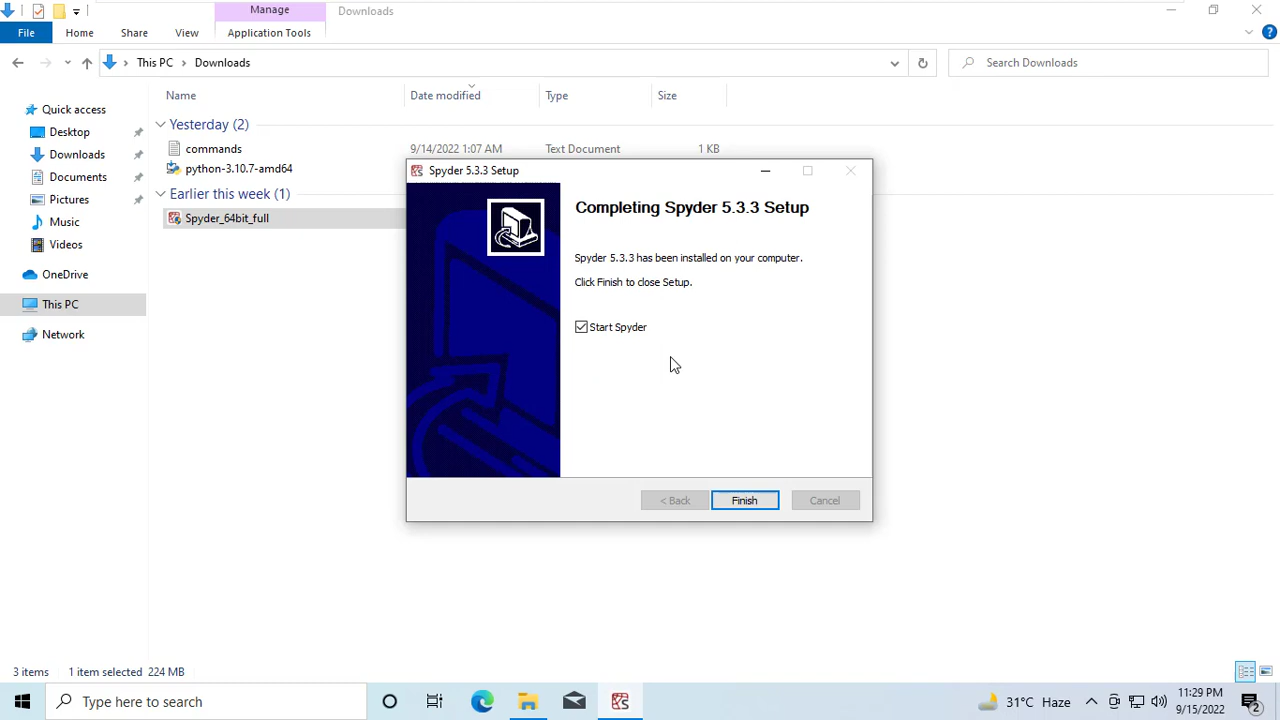 Manage
Downloads
File
Home
Share
View
Application Tools
This PC
Downloads
Search Downloads
Name
Date modified
Type
Size
Quick access
Desktop
Downloads
Documents
Pictures
Music
Videos
OneDrive
This PC
Network
Yesterday (2)
commands
9/14/2022 1:07 AM
Text Document
1 KB
python-3.10.7-amd64
Earlier this week (1)
Spyder_64bit_full
Spyder 5.3.3 Setup
Completing Spyder 5.3.3 Setup
Spyder 5.3.3 has been installed on your computer.
Click Finish to close Setup.
Start Spyder
< Back
Finish
Cancel
3 items
1 item selected
224 MB
Type here to search
31°C Haze
11:29 PM
9/15/2022
2